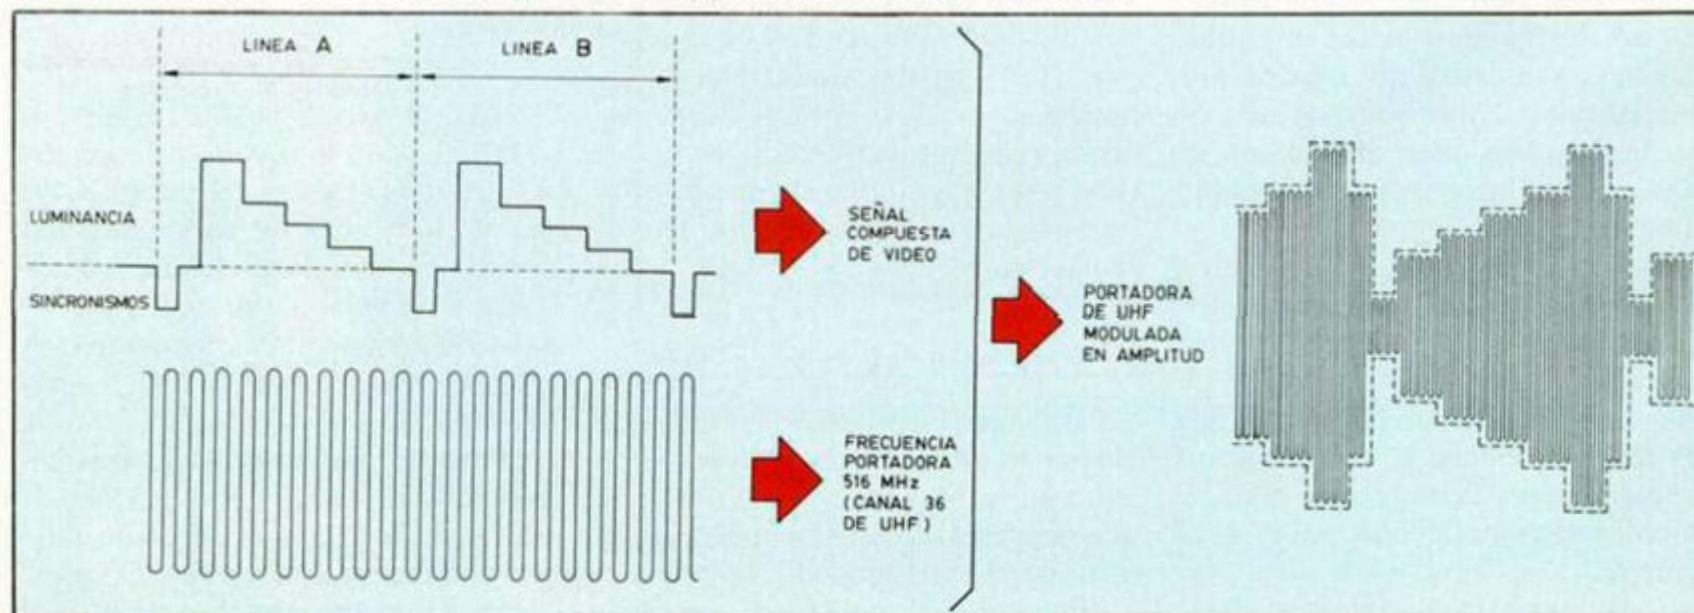 LINEA A
LINEA B
LUMINANCIA
SINCRONISMOS
SEÑAL
COMPUESTA
DE VIDEO
FRECUENCIA
PORTADORA
516 MHz
(CANAL 36
DE UHF)
PORTADORA
DE UHF
MODULADA
EN AMPLITUD